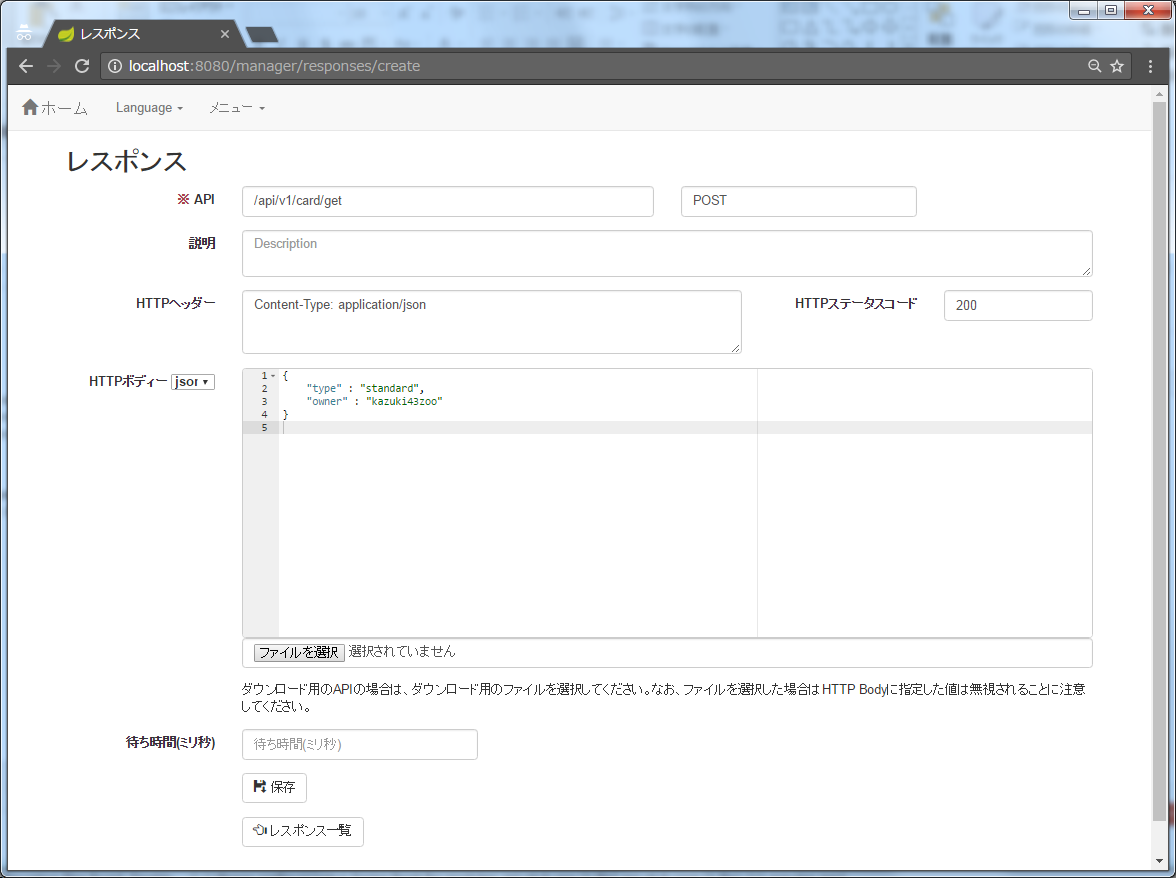 レスポンス
localhost:8080/manager/responses/create
ホーム Language メニュー
レスポンス
※ API /api/v1/card/get POST
説明 Description
HTTPヘッダー Content-Type: application/json HTTPステータスコード 200
HTTPボディー jsor
1 {
2 "type" : "standard",
3 "owner" : "kazuki43zoo"
4 }
5
ファイルを選択 選択されていません
ダウンロード用のAPIの場合は、ダウンロード用のファイルを選択してください。なお、ファイルを選択した場合はHTTP Bodyに指定した値は無視されることに注意
してください。
待ち時間(ミリ秒) 待ち時間(ミリ秒)
保存
レスポンス一覧